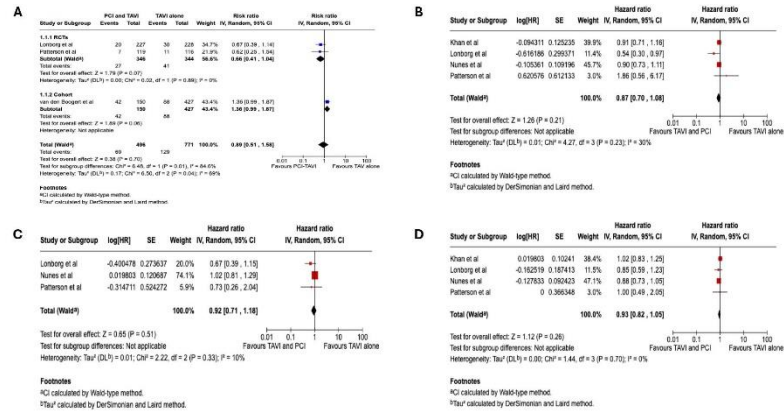 A
PCI and TAVI TAVI alone Risk ratio Risk ratio
Study or Subgroup Events Total Events Total Weight IV, Random, 95% CI IV, Random, 95% CI
1.1.1 RCTs
Lonborg et al 20 227 30 228 34.7% 0.67 [0.39 , 1.14]
Patterson et al 7 119 11 116
Subtotal (Wald^a) 346 344 56.6% 0.66 [0.41 , 1.04]
Total events: 27 41
Test for overall effect: Z = 1.79 (P = 0.07)
Heterogeneity: Tau² (DL^b) = 0.00; Chi² = 0.02, df = 1 (P = 0.89); I² = 0%
1.1.2 Cohort
van den Boogert et al 42 150 88 427 43.4% 1.36 [0.99 , 1.87]
Subtotal 150 427 43.4% 1.36 [0.99 , 1.87]
Total events: 42 88
Test for overall effect: Z = 1.89 (P = 0.06)
Heterogeneity: Not applicable
Total (Wald^a) 496 771 100.0% 0.89 [0.51 , 1.58]
Total events: 69 129
Test for overall effect: Z = 0.38 (P = 0.70)
Test for subgroup differences: Chi² = 6.48, df = 1 (P = 0.01), I² = 84.6%
Heterogeneity: Tau² (DL^b) = 0.17; Chi² = 6.50, df = 2 (P = 0.04); I² = 69%
0.01 0.1 1 10 100
Favours PCI-TAVI Favours TAV alone
Footnotes
^aCI calculated by Wald-type method.
^bTau² calculated by DerSimonian and Laird method.
B
Hazard ratio Hazard ratio
Study or Subgroup log[HR] SE Weight IV, Random, 95% CI IV, Random, 95% CI
Khan et al -0.094311 0.125235 39.9% 0.91 [0.71 , 1.16]
Lonborg et al -0.616186 0.299371 11.0% 0.54 [0.30 , 0.97]
Nunes et al -0.105361 0.109196 0.90 [0.73 , 1.11]
Patterson et al 0.620576 0.612133 1.86 [0.56 , 6.17]
Total (Wald^a) 100.0% 0.87 [0.70 , 1.08]
Test for overall effect: Z = 1.26 (P = 0.21)
Test for subgroup differences: Not applicable
Heterogeneity: Tau² (DL^b) = 0.01; Chi² = 4.27, df = 3 (P = 0.23); I² = 30%
0.01 0.1 1 10 100
Favours TAVI and PCI Favours TAVI alone
Footnotes
^aCI calculated by Wald-type method.
^bTau² calculated by DerSimonian and Laird method.
C
Hazard ratio Hazard ratio
Study or Subgroup log[HR] SE Weight IV, Random, 95% CI IV, Random, 95% CI
Lonborg et al -0.400478 0.273637 20.0% 0.67 [0.39 , 1.15]
Nunes et al 0.019803 0.120687 74.1% 1.02 [0.81 , 1.29]
Patterson et al -0.314711 0.524272 5.9% 0.73 [0.26 , 2.04]
Total (Wald^a) 100.0% 0.92 [0.71 , 1.18]
Test for overall effect: Z = 0.65 (P = 0.51)
Test for subgroup differences: Not applicable
Heterogeneity: Tau² (DL^b) = 0.01; Chi² = 2.22, df = 2 (P = 0.33); I² = 10%
0.01 0.1 1 10 100
Favours TAVI and PCI Favours TAVI alone
Footnotes
^aCI calculated by Wald-type method.
^bTau² calculated by DerSimonian and Laird method.
D
Hazard ratio Hazard ratio
Study or Subgroup log[HR] SE Weight IV, Random, 95% CI IV, Random, 95% CI
Khan et al 0.019803 0.10241 38.4% 1.02 [0.83 , 1.25]
Lonborg et al -0.162519 0.187413 11.5% 0.85 [0.59 , 1.23]
Nunes et al -0.127833 0.092423 47.1% 0.88 [0.73 , 1.05]
Patterson et al 0 0.366348 3.0% 1.00 [0.49 , 2.05]
Total (Wald^a) 100.0% 0.93 [0.82 , 1.05]
Test for overall effect: Z = 1.12 (P = 0.26)
Test for subgroup differences: Not applicable
Heterogeneity: Tau² (DL^b) = 0.00; Chi² = 1.44, df = 3 (P = 0.70); I² = 0%
0.01 0.1 1 10 100
Favours TAVI and PCI Favours TAVI alone
Footnotes
^aCI calculated by Wald-type method.
^bTau² calculated by DerSimonian and Laird method.